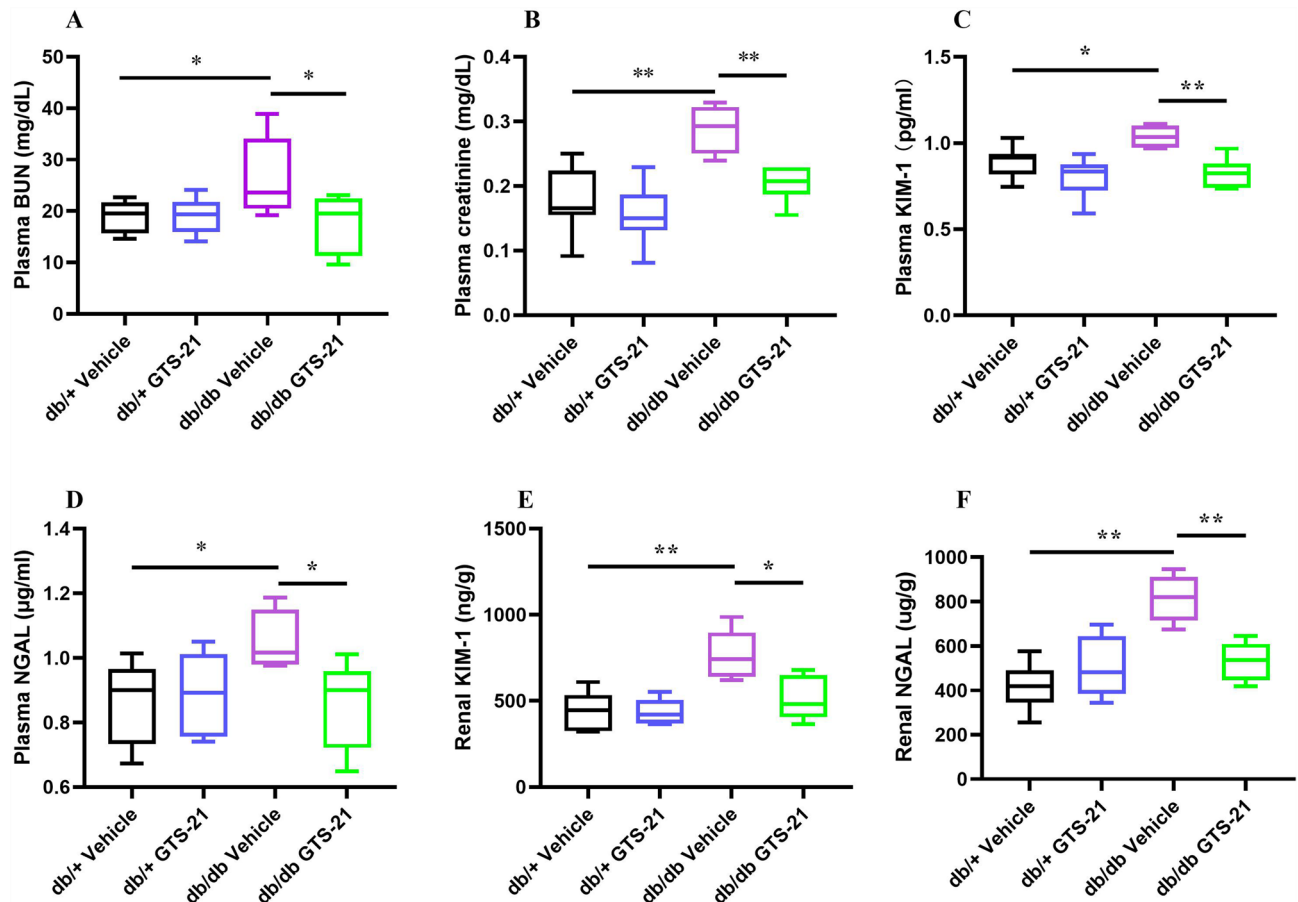 A
Plasma BUN (mg/dL)
50
40
30
20
10
0
*
*
db/+ Vehicle
db/+ GTS-21
db/db Vehicle
db/db GTS-21
B
Plasma creatinine (mg/dL)
0.4
0.3
0.2
0.1
0.0
**
**
db/+ Vehicle
db/+ GTS-21
db/db Vehicle
db/db GTS-21
C
Plasma KIM-1（pg/ml）
1.5
1.0
0.5
0.0
*
**
db/+ Vehicle
db/+ GTS-21
db/db Vehicle
db/db GTS-21
D
Plasma NGAL (μg/ml)
1.4
1.2
1.0
0.8
0.6
*
*
db/+ Vehicle
db/+ GTS-21
db/db Vehicle
db/db GTS-21
E
Renal KIM-1 (ng/g)
1500
1000
500
0
**
*
db/+ Vehicle
db/+ GTS-21
db/db Vehicle
db/db GTS-21
F
Renal NGAL (ug/g)
1000
800
600
400
200
0
**
**
db/+ Vehicle
db/+ GTS-21
db/db Vehicle
db/db GTS-21